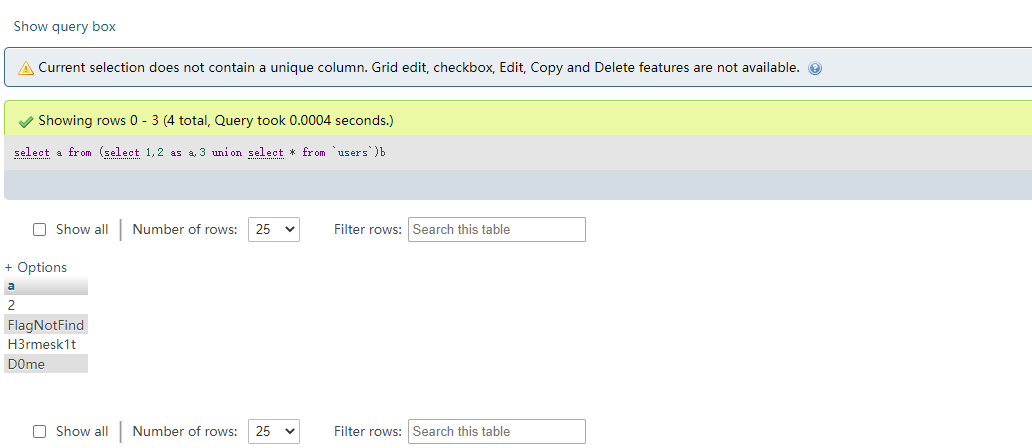 Show query box
Current selection does not contain a unique column. Grid edit, checkbox, Edit, Copy and Delete features are not available.
Showing rows 0 - 3 (4 total, Query took 0.0004 seconds.)
select a from (select 1,2 as a,3 union select * from `users`)b
Show all Number of rows: 25 Filter rows: Search this table
+ Options
a
2
FlagNotFind
H3rmesk1t
D0me
Show all Number of rows: 25 Filter rows: Search this table